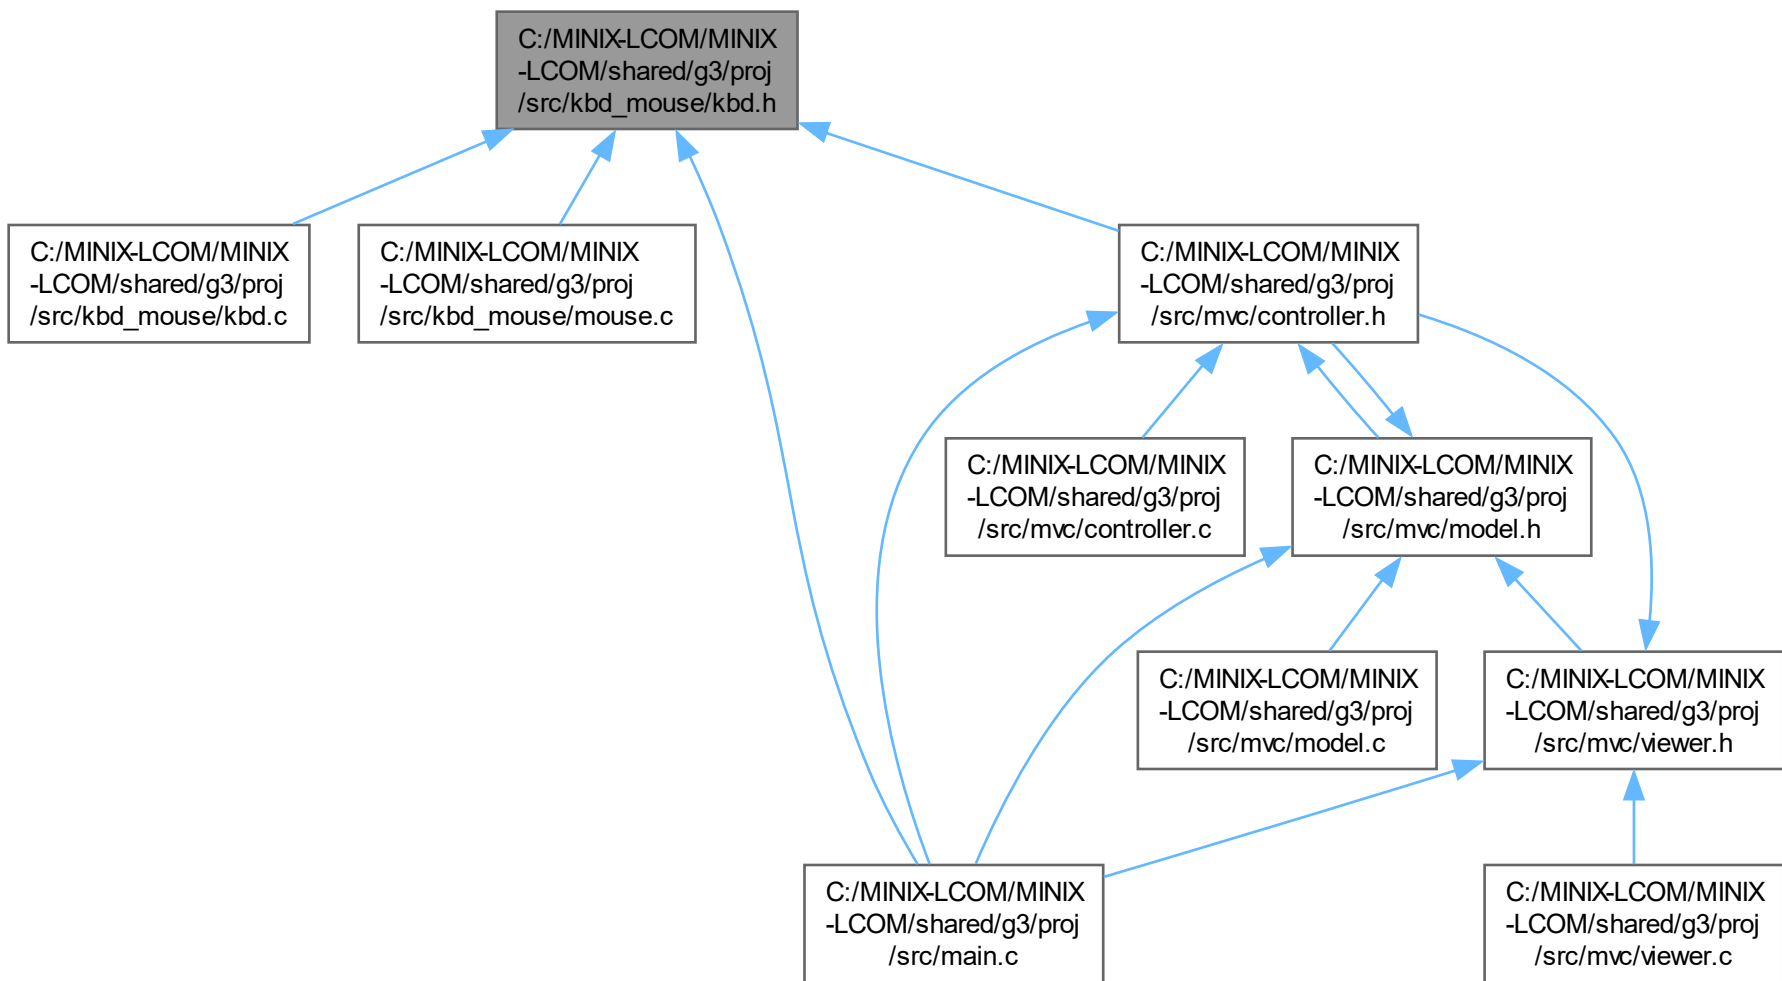 C:/MINIX-LCOM/MINIX
-LCOM/shared/g3/proj
/src/kbd_mouse/kbd.h
C:/MINIX-LCOM/MINIX
-LCOM/shared/g3/proj
/src/kbd_mouse/kbd.c
C:/MINIX-LCOM/MINIX
-LCOM/shared/g3/proj
/src/kbd_mouse/mouse.c
C:/MINIX-LCOM/MINIX
-LCOM/shared/g3/proj
/src/mvc/controller.h
C:/MINIX-LCOM/MINIX
-LCOM/shared/g3/proj
/src/mvc/controller.c
C:/MINIX-LCOM/MINIX
-LCOM/shared/g3/proj
/src/mvc/model.h
C:/MINIX-LCOM/MINIX
-LCOM/shared/g3/proj
/src/mvc/model.c
C:/MINIX-LCOM/MINIX
-LCOM/shared/g3/proj
/src/mvc/viewer.h
C:/MINIX-LCOM/MINIX
-LCOM/shared/g3/proj
/src/main.c
C:/MINIX-LCOM/MINIX
-LCOM/shared/g3/proj
/src/mvc/viewer.c